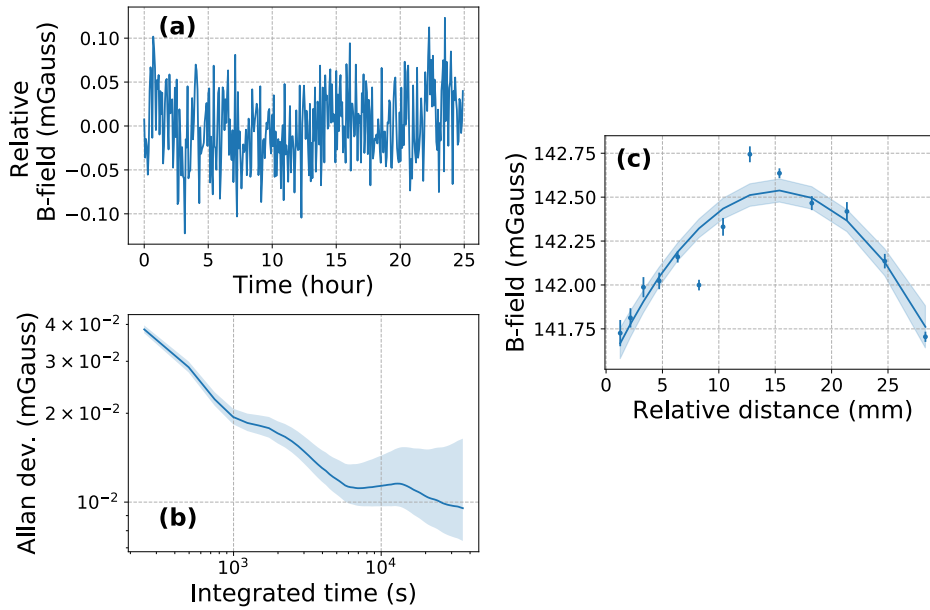 (a)
0.10
0.05
0.00
−0.05
−0.10
Relative
B-field (mGauss)
0 5 10 15 20 25
Time (hour)
(b)
4 × 10⁻²
3 × 10⁻²
2 × 10⁻²
10⁻²
Allan dev. (mGauss)
10³ 10⁴
Integrated time (s)
(c)
142.75
142.50
142.25
142.00
141.75
B-field (mGauss)
0 5 10 15 20 25
Relative distance (mm)